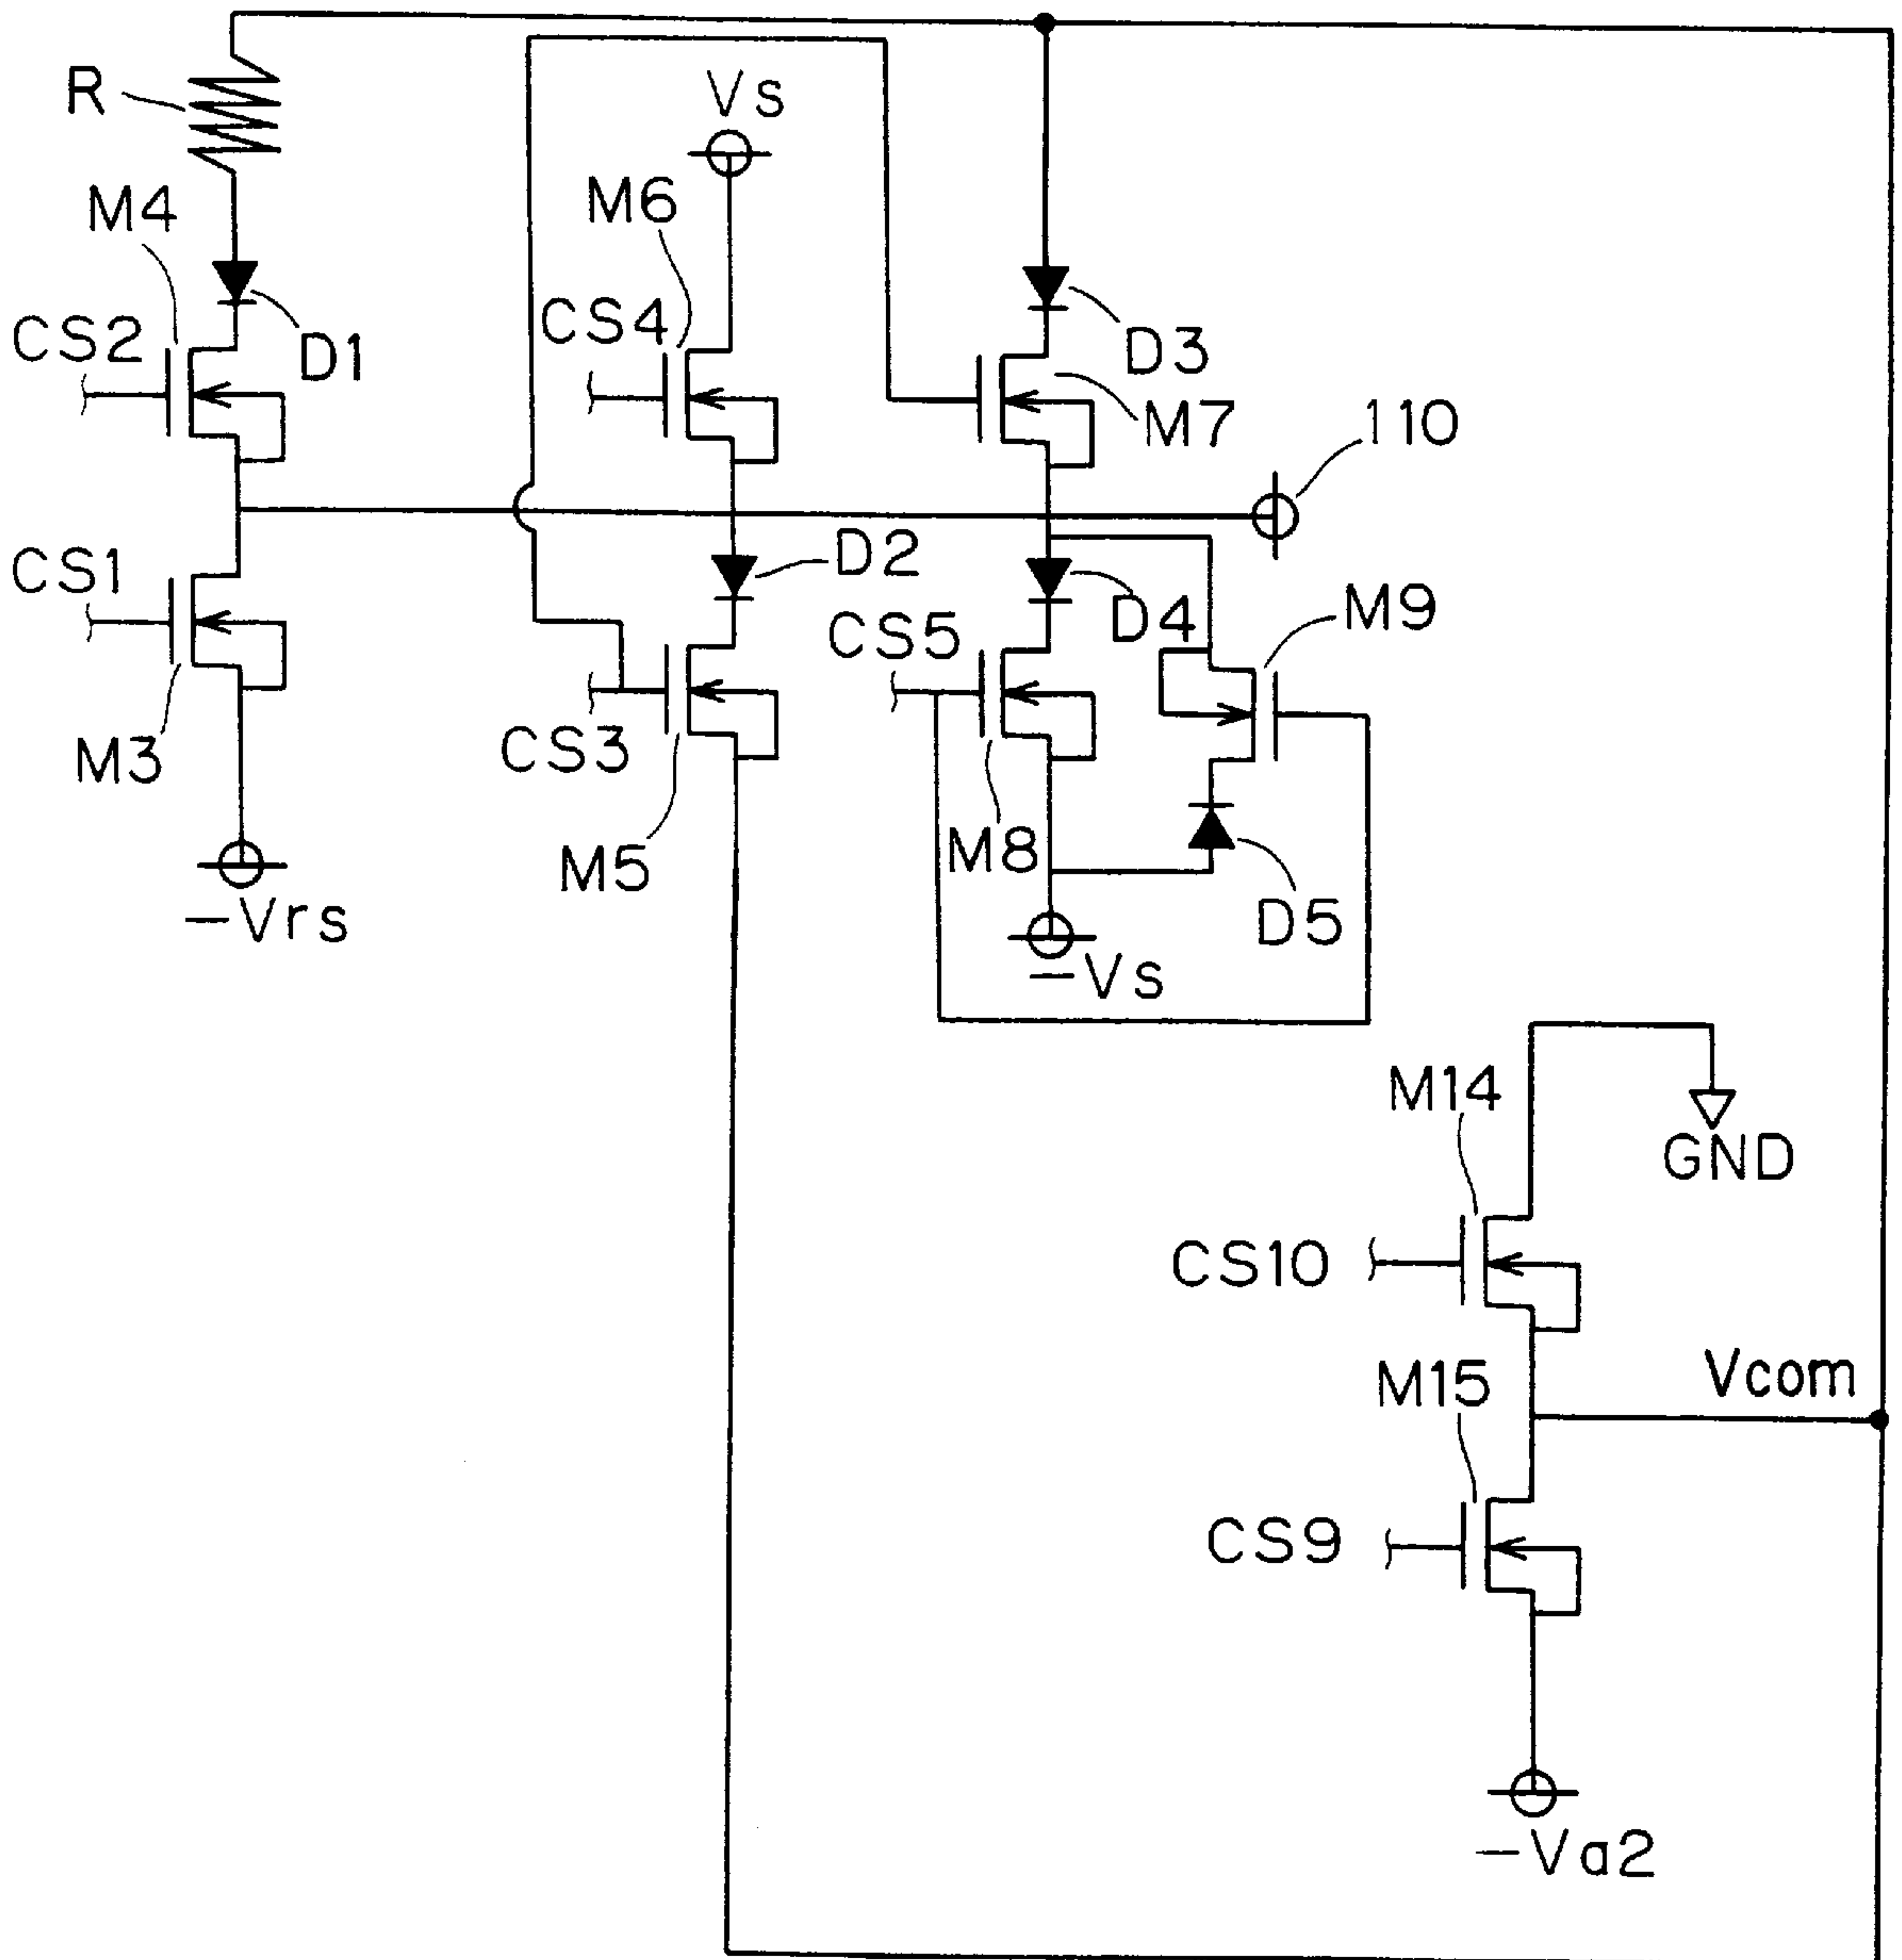 R
Vs
M4
M6
CS2
CS4
D1
D3
M7
110
CS1
D2
D4
M9
CS5
M3
CS3
M5
M8
D5
-Vrs
-Vs
M14
GND
CS10
M15
Vcom
CS9
-Va2